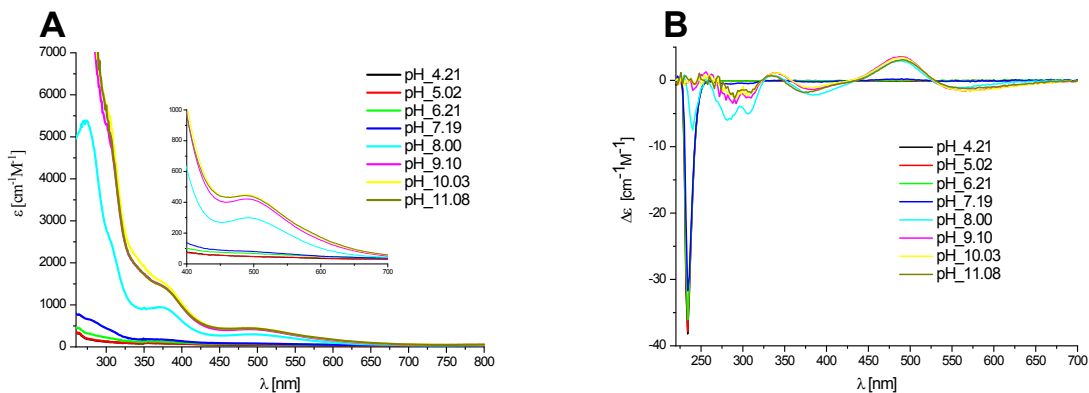 A
7000
6000
5000
4000
3000
2000
1000
0
ε [cm⁻¹M⁻¹]
300 350 400 450 500 550 600 650 700 750 800
λ [nm]
pH_4.21
pH_5.02
pH_6.21
pH_7.19
pH_8.00
pH_9.10
pH_10.03
pH_11.08
1000
800
600
400
200
0
400 500 600 700
B
0
-10
-20
-30
-40
Δε [cm⁻¹M⁻¹]
250 300 350 400 450 500 550 600 650 700
λ [nm]
pH_4.21
pH_5.02
pH_6.21
pH_7.19
pH_8.00
pH_9.10
pH_10.03
pH_11.08